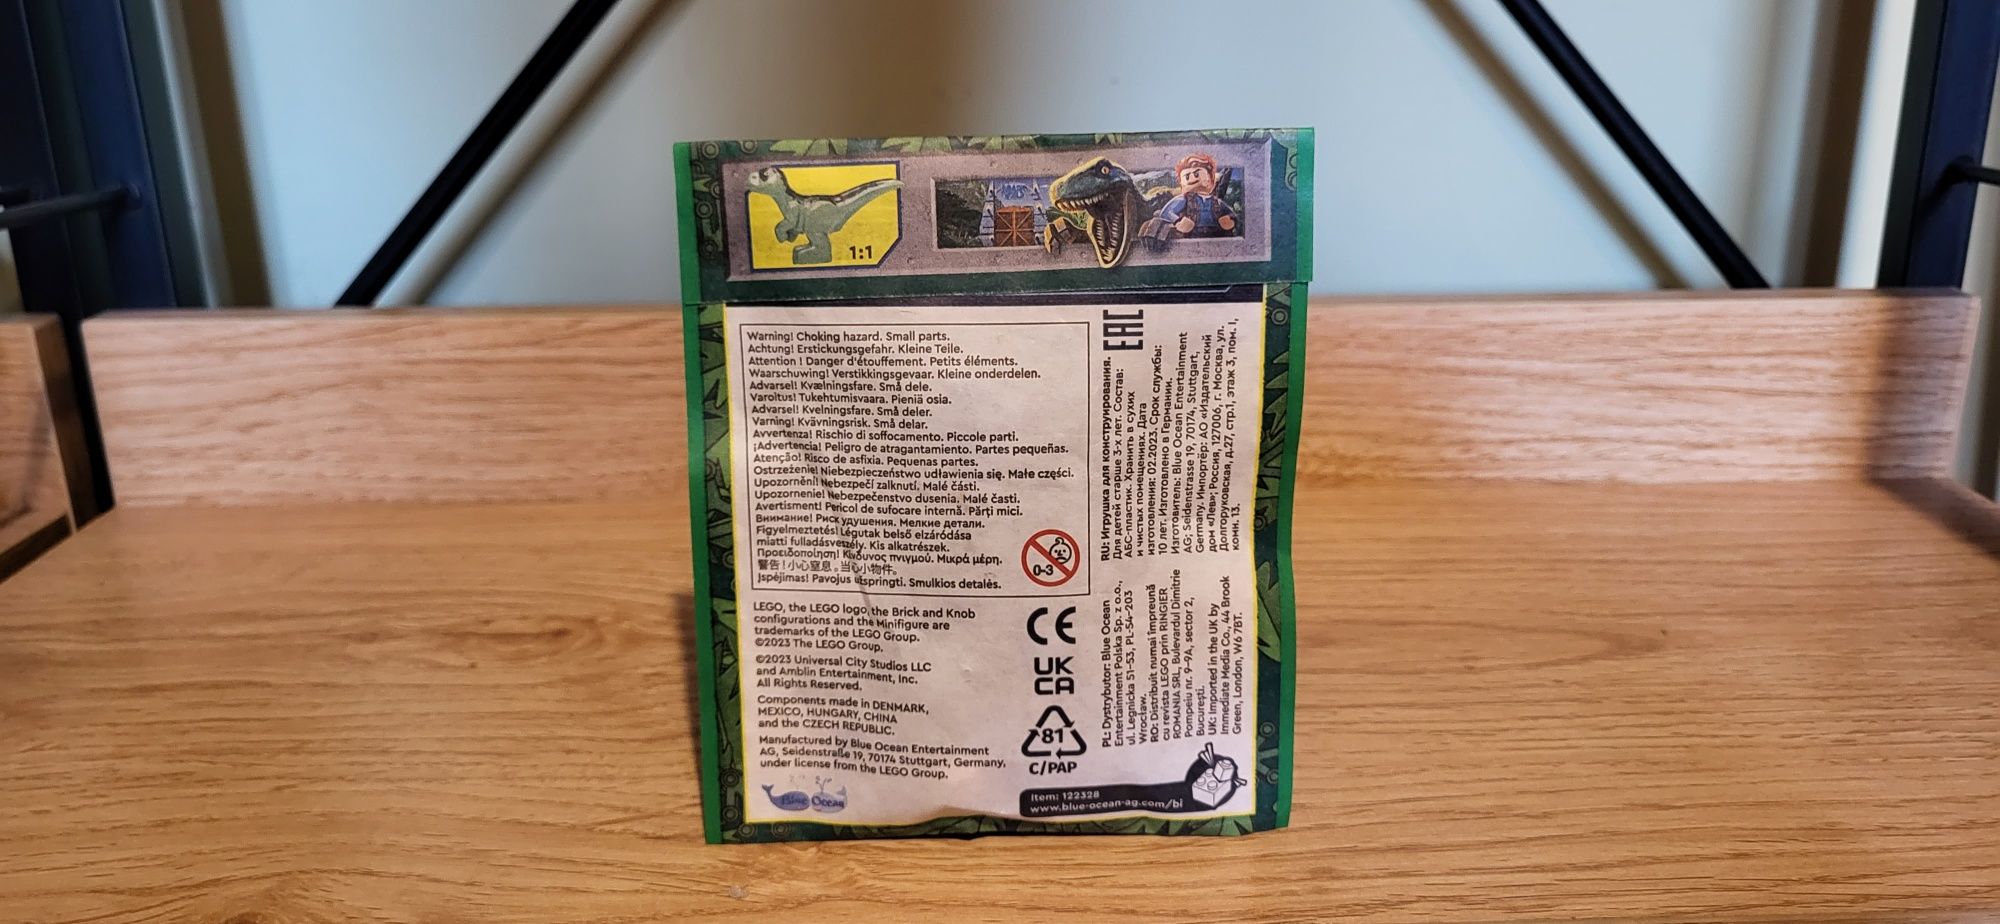 1:1
Warning! Choking hazard. Small parts.
Achtung! Erstickungsgefahr. Kleine Teile.
Attention ! Danger d'étouffement. Petits éléments.
Waarschuwing! Verstikkingsgevaar. Kleine onderdelen.
Advarsel! Kvælningsfare. Små dele.
Varoitus! Tukehtumisvaara. Pieniä osia.
Advarsel! Kvelningsfare. Små deler.
Varning! Kvävningsrisk. Små delar.
Avvertenza! Rischio di soffocamento. Piccole parti.
¡Advertencia! Peligro de atragantamiento. Partes pequeñas.
Atenção! Risco de asfixia. Pequenas partes.
Ostrzeżenie! Niebezpieczeństwo udławienia się. Małe części.
Upozornění! Nebezpečí zalknutí. Malé části.
Upozornenie! Nebezpečenstvo dusenia. Malé časti.
Avertisment! Pericol de sufocare internă. Părți mici.
Внимание! Риск удушения. Мелкие детали.
Figyelmeztetés! Légutak belső elzáródása
miatti fulladásveszély. Kis alkatrészek.
Προειδοποίηση! Κίνδυνος πνιγμού. Μικρά μέρη.
警告！小心窒息。当心小物件。
Įspėjimas! Pavojus užspringti. Smulkios detalės.
0-3
LEGO, the LEGO logo, the Brick and Knob
configurations and the Minifigure are
trademarks of the LEGO Group.
©2023 The LEGO Group.
©2023 Universal City Studios LLC
and Amblin Entertainment, Inc.
All Rights Reserved.
Components made in DENMARK,
MEXICO, HUNGARY, CHINA
and the CZECH REPUBLIC.
Manufactured by Blue Ocean Entertainment
AG, Seidenstraße 19, 70174 Stuttgart, Germany,
under license from the LEGO Group.
Blue Ocean
CE
UK
CA
81
C/PAP
Item: 122328
www.blue-ocean-ag.com/bi
EAC
RU: Игрушка для конструирования.
Для детей старше 3-х лет. Состав:
АБС-пластик. Хранить в сухих
и чистых помещениях. Дата
изготовления: 02.2023. Срок службы:
10 лет. Изготовлено в Германии.
Изготовитель: Blue Ocean Entertainment
AG; Seidenstrasse 19, 70174, Stuttgart,
Germany. Импортёр: АО «Издательский
дом «Лев»; Россия, 127006, г. Москва, ул.
Долгоруковская, д.27, стр.1, этаж 3, пом. I,
комн. 13.
PL: Dystrybutor: Blue Ocean
Entertainment Polska Sp. z o.o.,
ul. Legnicka 51-53, PL-54-203
Wrocław.
RO: Distribuit numai împreună
cu revista LEGO prin RINGIER
ROMANIA SRL, Bulevardul Dimitrie
Pompeiu nr. 9-9A, sector 2,
București.
UK: Imported in the UK by
Immediate Media Co., 44 Brook
Green, London, W6 7BT.